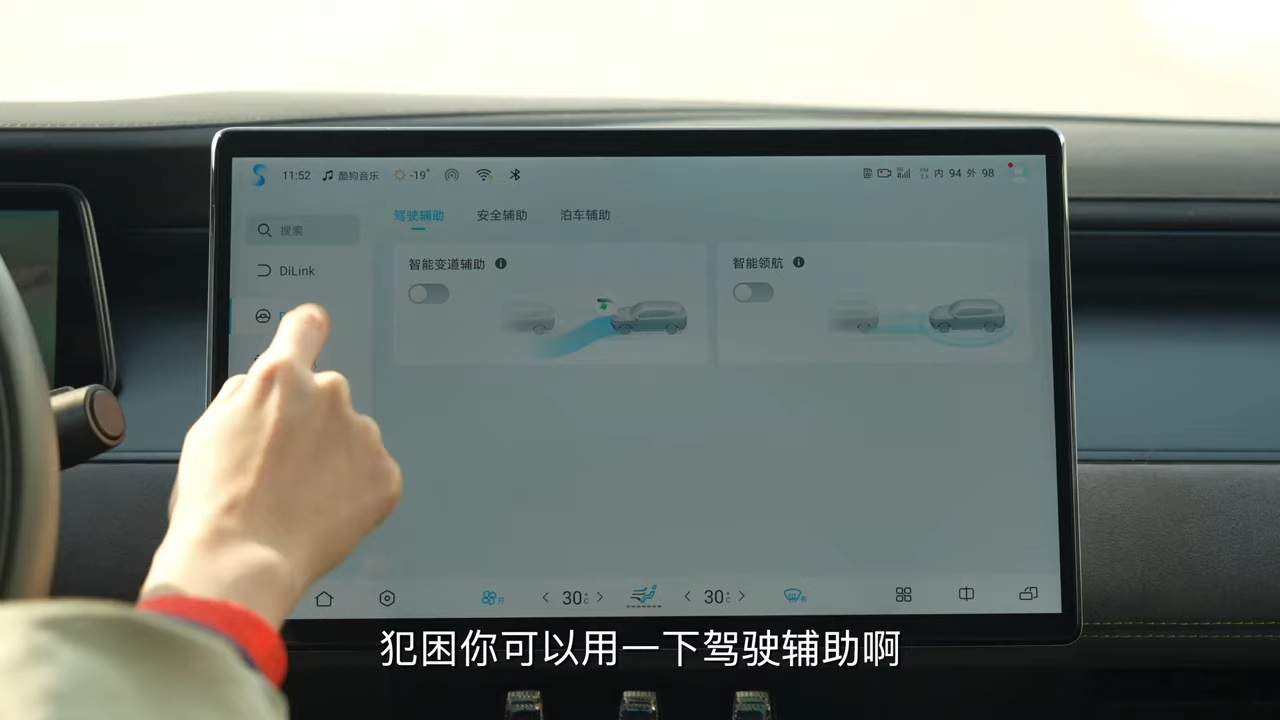 11:52 酷狗音乐 -19° 内 94 外 98
搜索
驾驶辅助 安全辅助 泊车辅助
DiLink
智能变道辅助
智能领航
30 30
犯困你可以用一下驾驶辅助啊